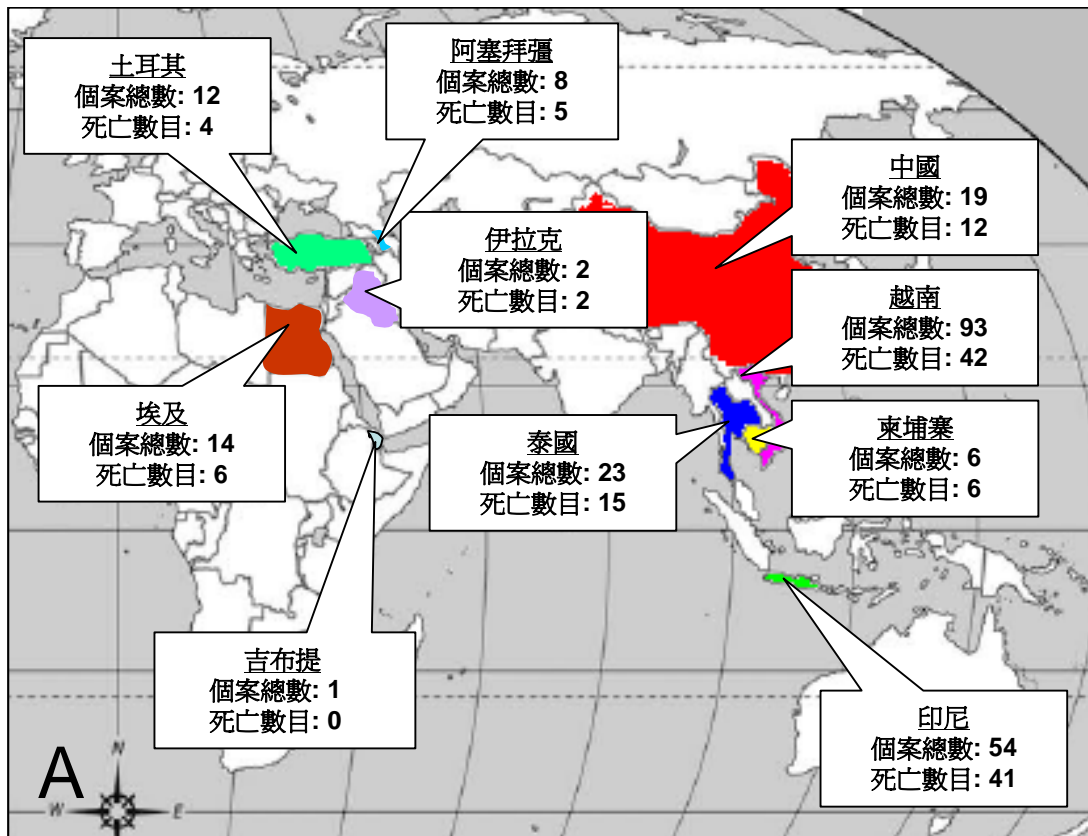 土耳其
個案總數: 12
死亡數目: 4
阿塞拜彊
個案總數: 8
死亡數目: 5
中國
個案總數: 19
死亡數目: 12
伊拉克
個案總數: 2
死亡數目: 2
越南
個案總數: 93
死亡數目: 42
埃及
個案總數: 14
死亡數目: 6
泰國
個案總數: 23
死亡數目: 15
柬埔寨
個案總數: 6
死亡數目: 6
吉布提
個案總數: 1
死亡數目: 0
印尼
個案總數: 54
死亡數目: 41
A
N
W
E